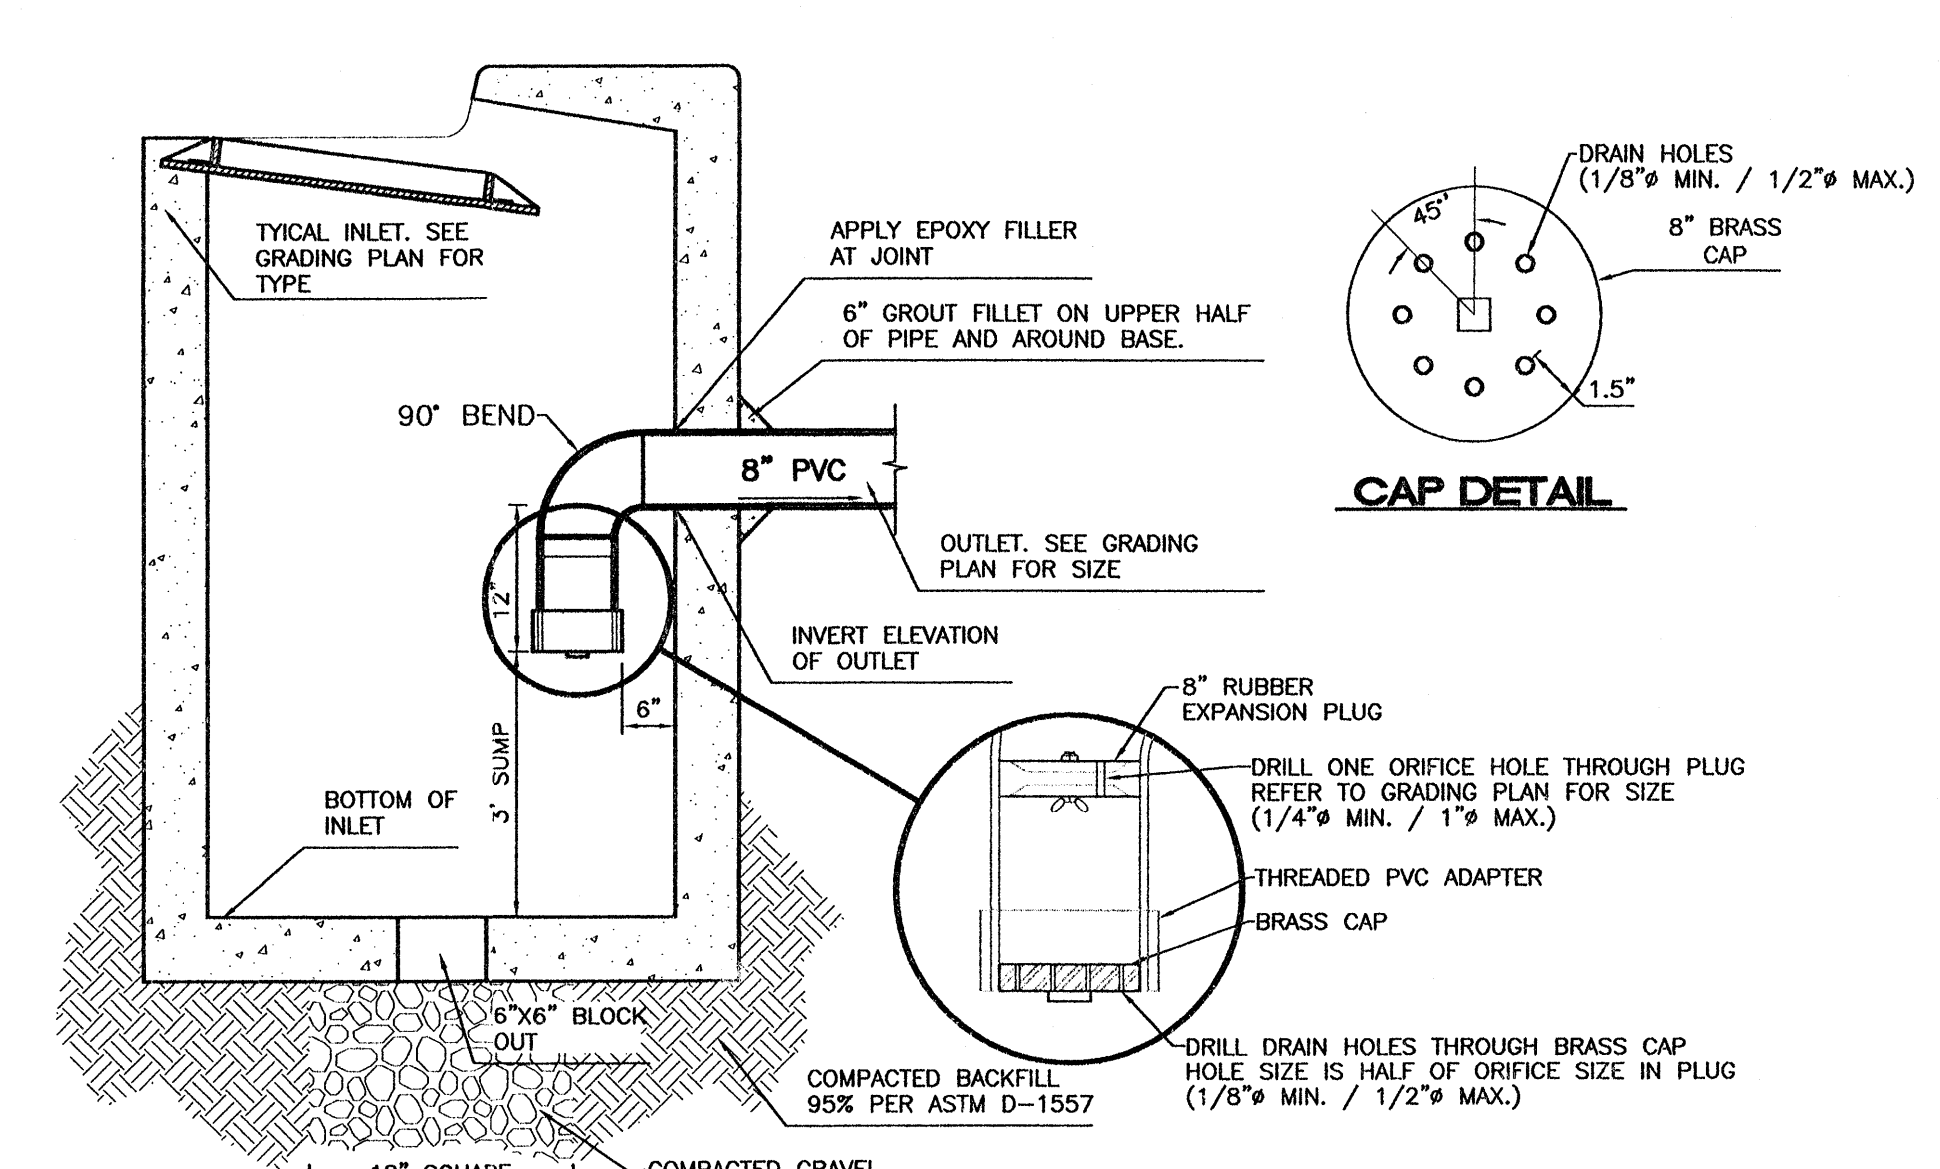 TYICAL INLET. SEE
GRADING PLAN FOR
TYPE
APPLY EPOXY FILLER
AT JOINT
6" GROUT FILLET ON UPPER HALF
OF PIPE AND AROUND BASE.
90° BEND
8" PVC
OUTLET. SEE GRADING
PLAN FOR SIZE
12"
INVERT ELEVATION
OF OUTLET
6"
3' SUMP
BOTTOM OF
INLET
6"X6" BLOCK
OUT
COMPACTED BACKFILL
95% PER ASTM D-1557
18" SQUARE
COMPACTED GRAVEL
DRAIN HOLES
(1/8"ø MIN. / 1/2"ø MAX.)
45°
8" BRASS
CAP
1.5"
CAP DETAIL
8" RUBBER
EXPANSION PLUG
DRILL ONE ORIFICE HOLE THROUGH PLUG
REFER TO GRADING PLAN FOR SIZE
(1/4"ø MIN. / 1"ø MAX.)
THREADED PVC ADAPTER
BRASS CAP
DRILL DRAIN HOLES THROUGH BRASS CAP
HOLE SIZE IS HALF OF ORIFICE SIZE IN PLUG
(1/8"ø MIN. / 1/2"ø MAX.)